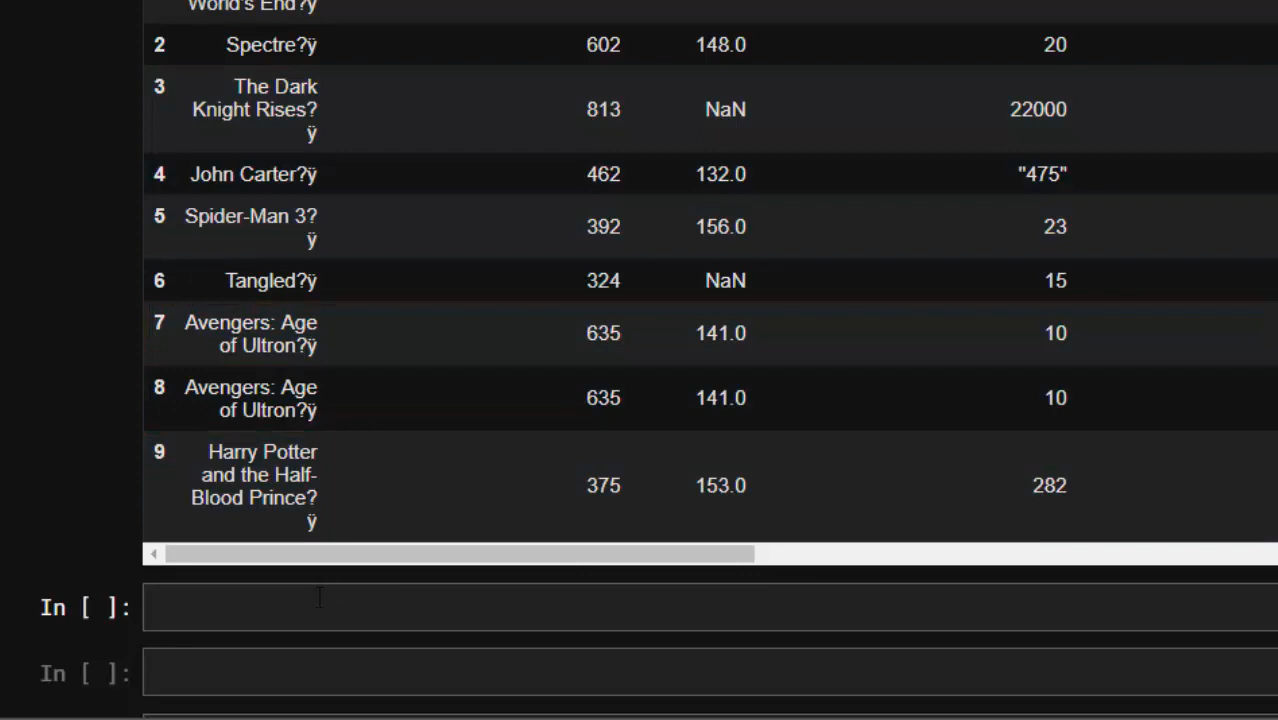 World's End?ÿ
2 Spectre?ÿ 602 148.0 20
3 The Dark
Knight Rises? 813 NaN 22000
ÿ
4 John Carter?ÿ 462 132.0 "475"
5 Spider-Man 3? 392 156.0 23
ÿ
6 Tangled?ÿ 324 NaN 15
7 Avengers: Age 635 141.0 10
of Ultron?ÿ
8 Avengers: Age 635 141.0 10
of Ultron?ÿ
9 Harry Potter
and the Half- 375 153.0 282
Blood Prince?
ÿ
In [ ]:
In [ ]: